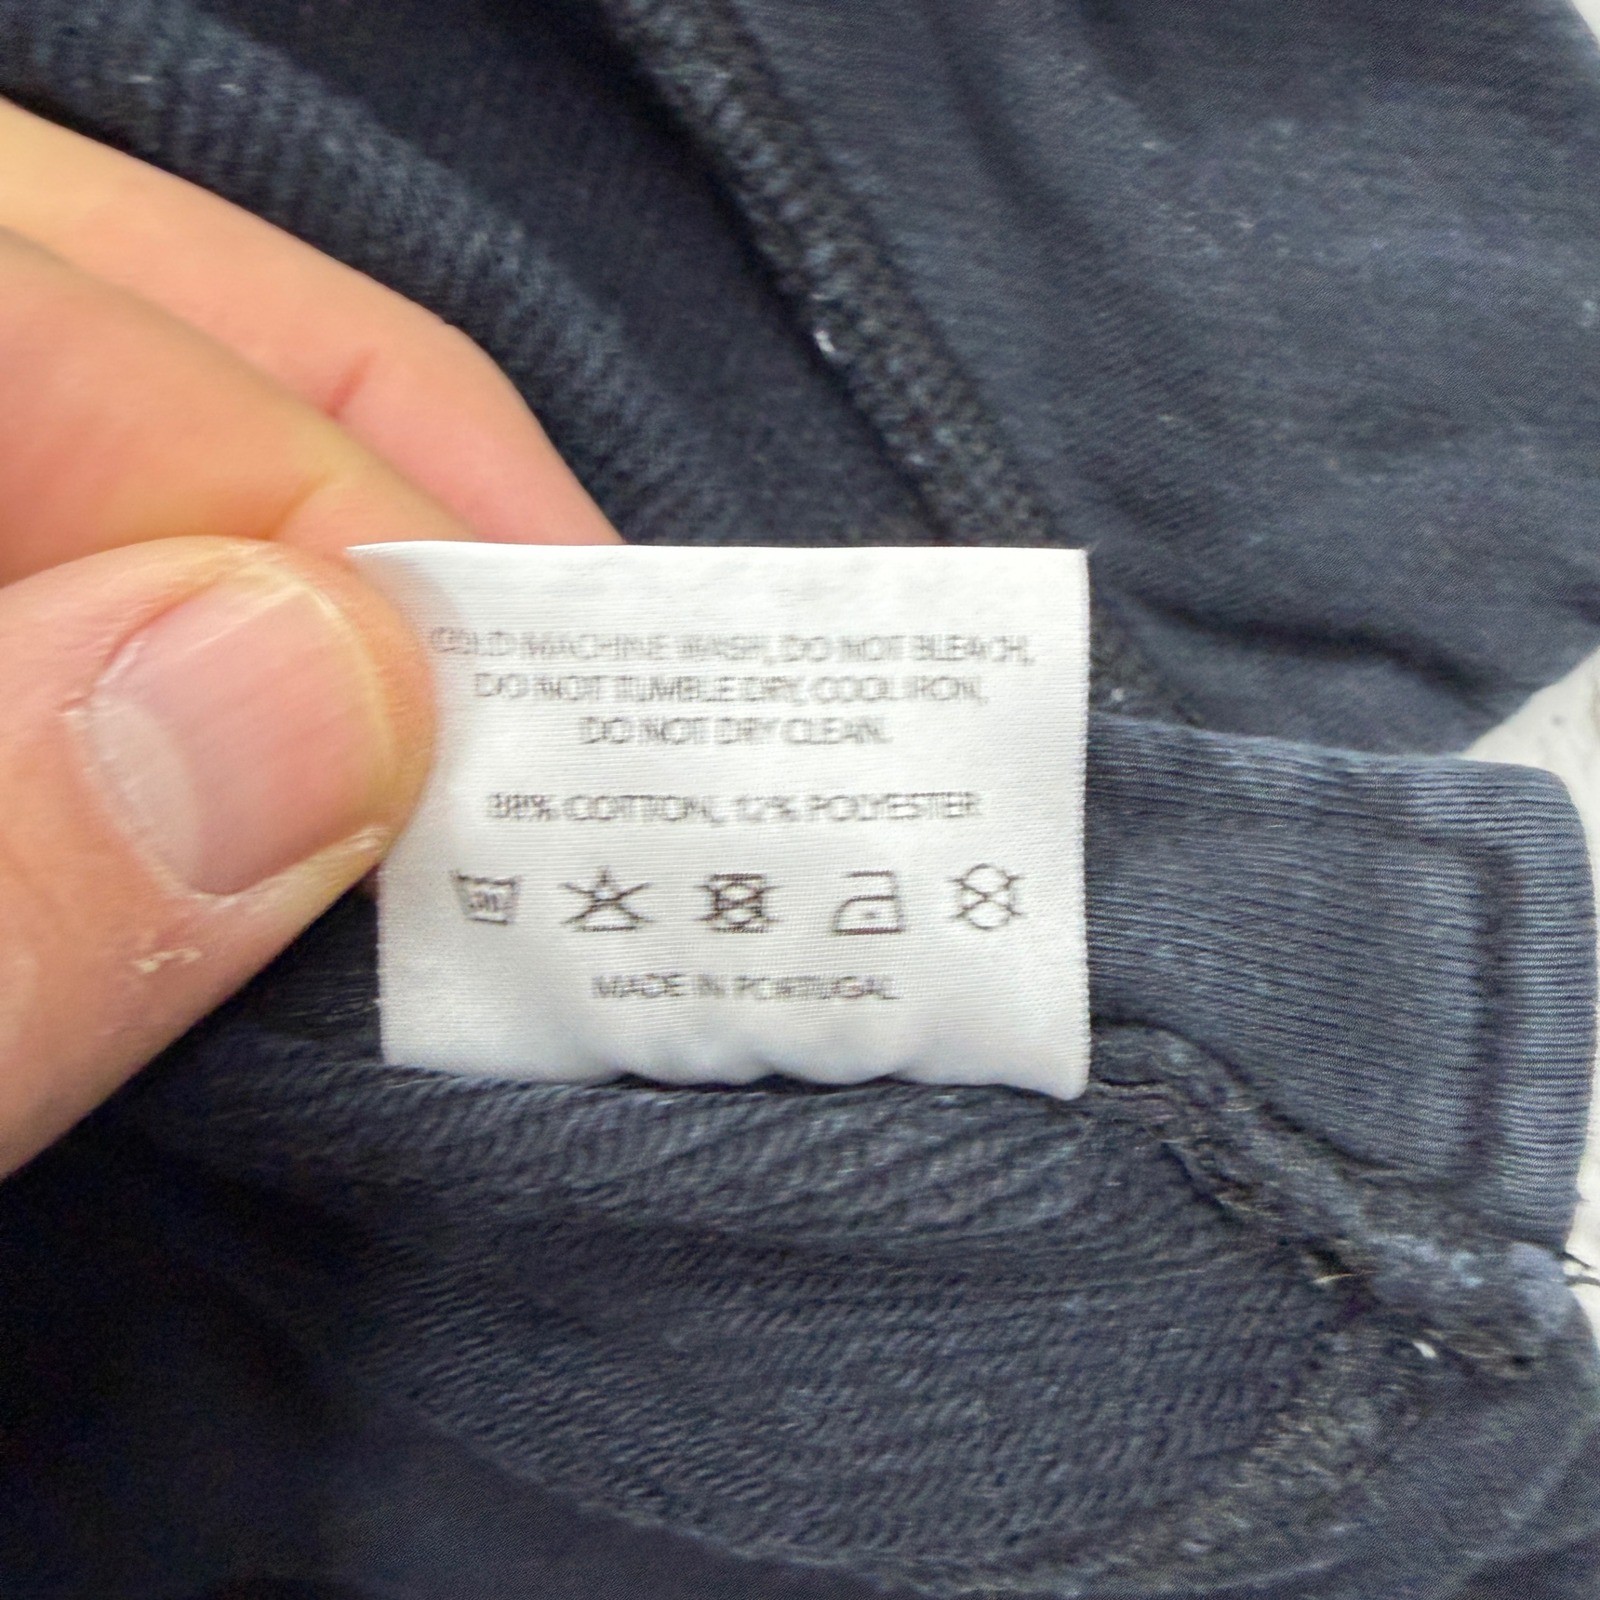 COLD MACHINE WASH, DO NOT BLEACH,
DO NOT TUMBLE DRY, COOL IRON,
DO NOT DRY CLEAN.
88% COTTON, 12% POLYESTER
MADE IN PORTUGAL